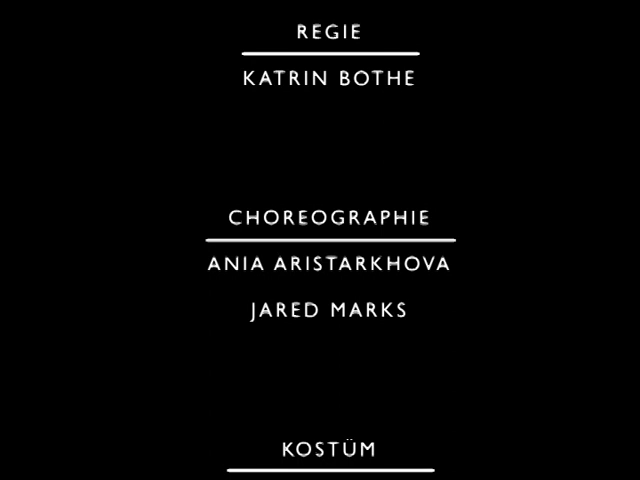 REGIE
KATRIN BOTHE
CHOREOGRAPHIE
ANIA ARISTARKHOVA
JARED MARKS
KOSTÜM